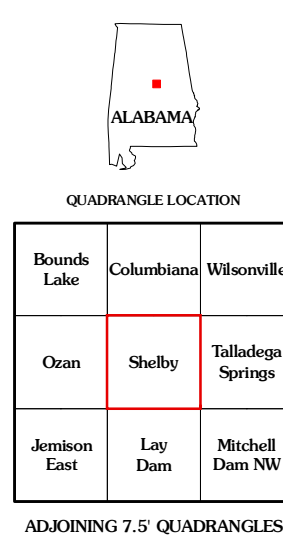 ALABAMA
QUADRANGLE LOCATION
Bounds
Lake
Columbiana
Wilsonville
Ozan
Shelby
Talladega
Springs
Jemison
East
Lay
Dam
Mitchell
Dam NW
ADJOINING 7.5' QUADRANGLES